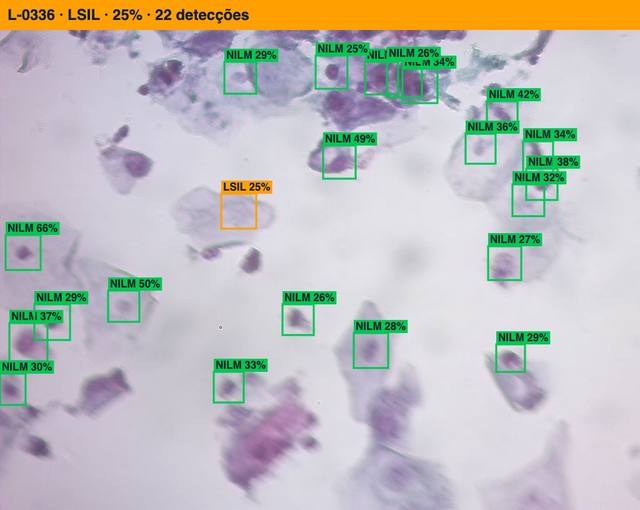 L-0336 · LSIL · 25% · 22 detecções
NILM 29%
NILM 25%
NILM 26%
NILM 34%
NILM 42%
NILM 36%
NILM 34%
NILM 49%
NILM 38%
NILM 32%
LSIL 25%
NILM 66%
NILM 27%
NILM 50%
NILM 29%
NILM 26%
NILM 37%
NILM 28%
NILM 29%
NILM 30%
NILM 33%